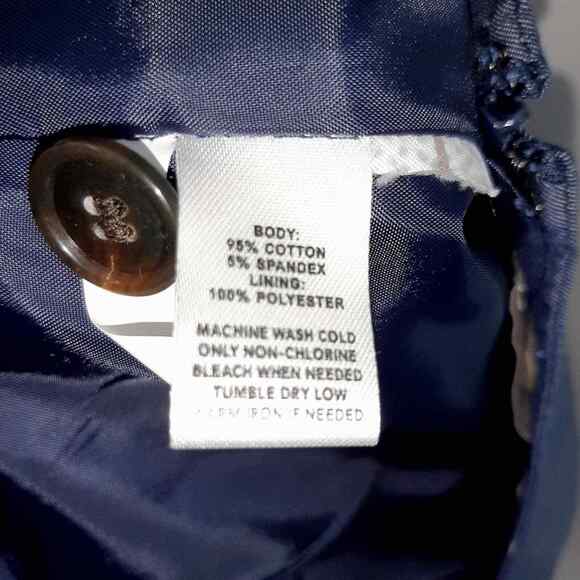 BODY:
95% COTTON
5% SPANDEX
LINING:
100% POLYESTER
MACHINE WASH COLD
ONLY NON-CHLORINE
BLEACH WHEN NEEDED
TUMBLE DRY LOW
WARM IRON IF NEEDED